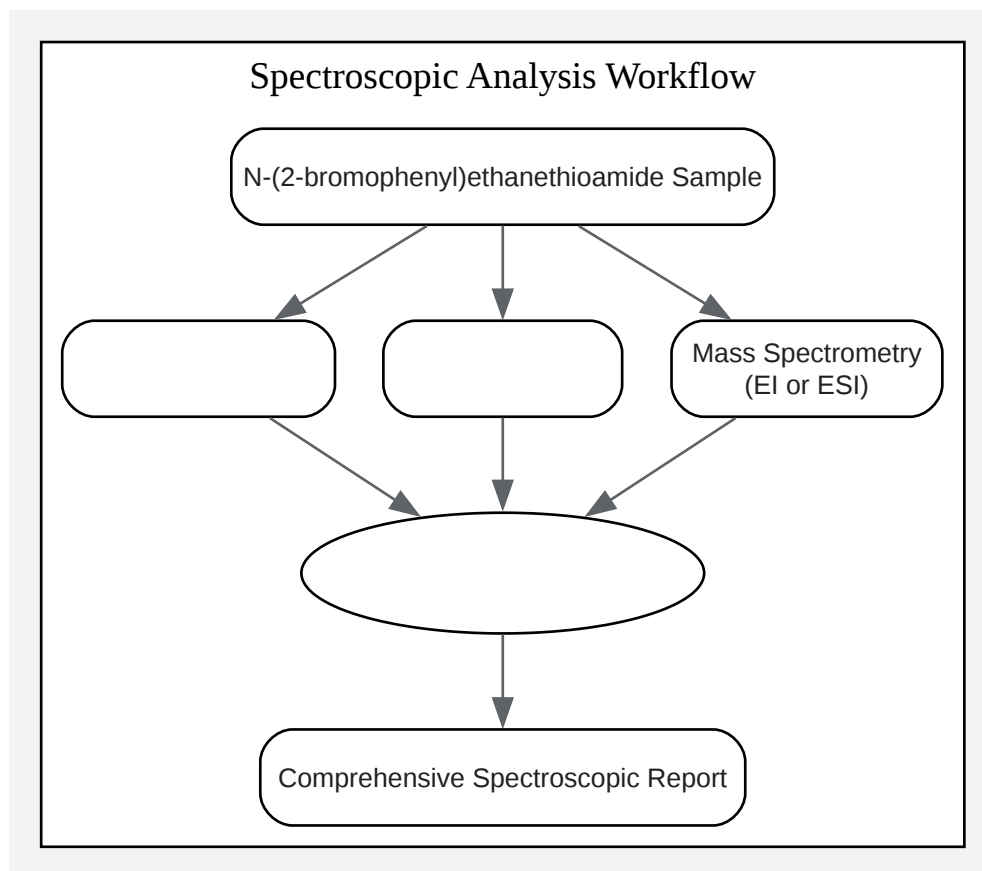 Spectroscopic Analysis Workflow
N-(2-bromophenyl)ethanethioamide Sample
Mass Spectrometry
(EI or ESI)
Comprehensive Spectroscopic Report